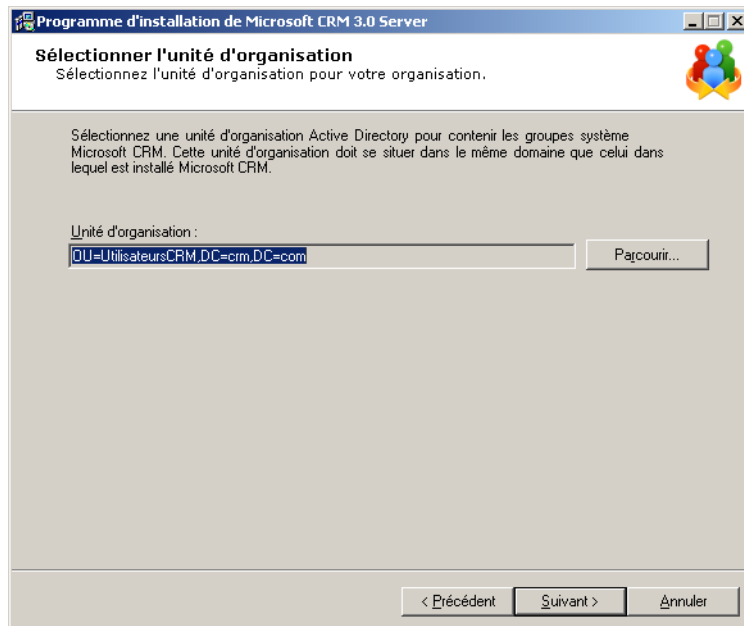 Programme d'installation de Microsoft CRM 3.0 Server
Sélectionner l'unité d'organisation
Sélectionnez l'unité d'organisation pour votre organisation.
Sélectionnez une unité d'organisation Active Directory pour contenir les groupes système
Microsoft CRM. Cette unité d'organisation doit se situer dans le même domaine que celui dans
lequel est installé Microsoft CRM.
Unité d'organisation :
OU=UtilisateursCRM,DC=crm,DC=com
Parcourir...
< Précédent
Suivant >
Annuler